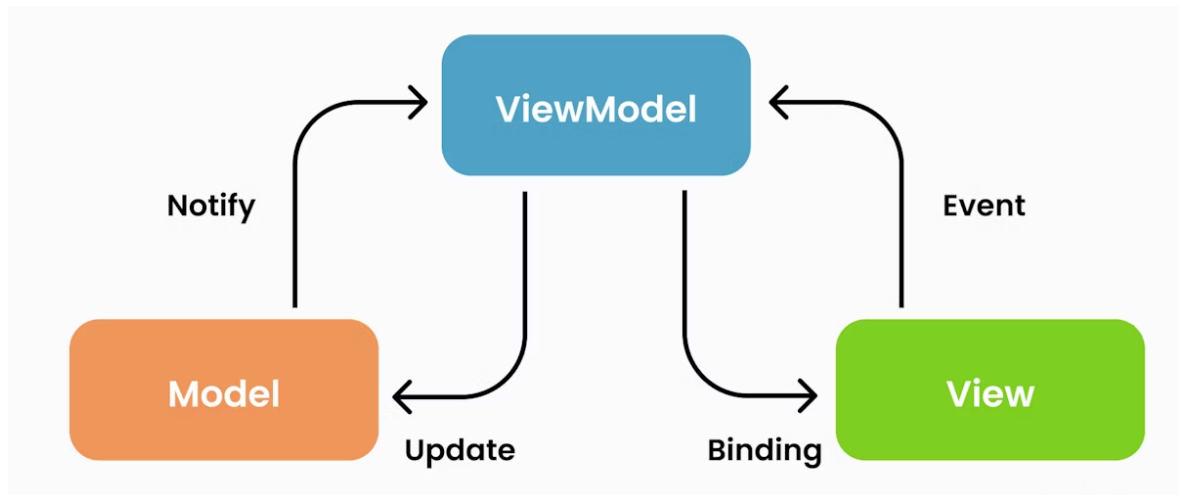 ViewModel
Notify
Event
Model
View
Update
Binding